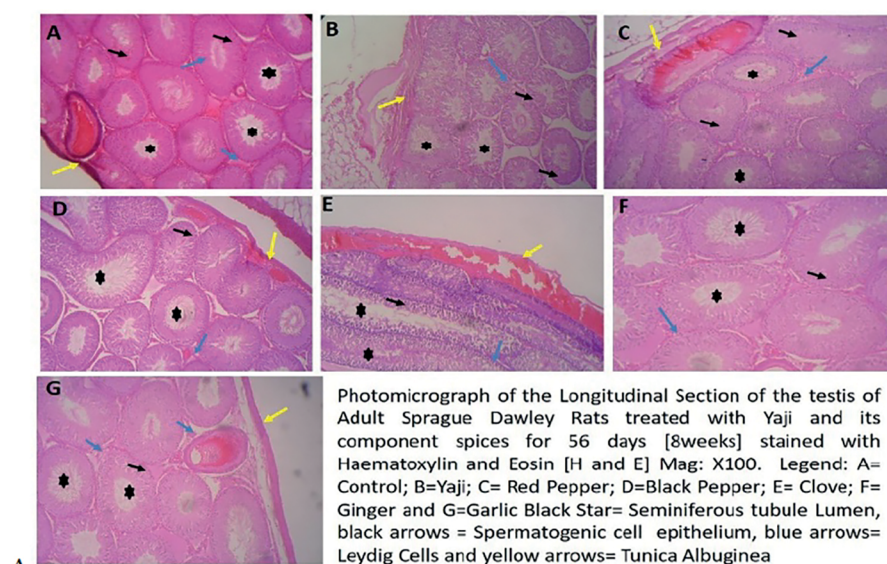 A
B
C
D
E
F
G
Photomicrograph of the Longitudinal Section of the testis of
Adult Sprague Dawley Rats treated with Yaji and its
component spices for 56 days [8weeks] stained with
Haematoxylin and Eosin [H and E] Mag: X100. Legend: A=
Control; B=Yaji; C= Red Pepper; D=Black Pepper; E= Clove; F=
Ginger and G=Garlic Black Star= Seminiferous tubule Lumen,
black arrows = Spermatogenic cell epithelium, blue arrows=
Leydig Cells and yellow arrows= Tunica Albuginea